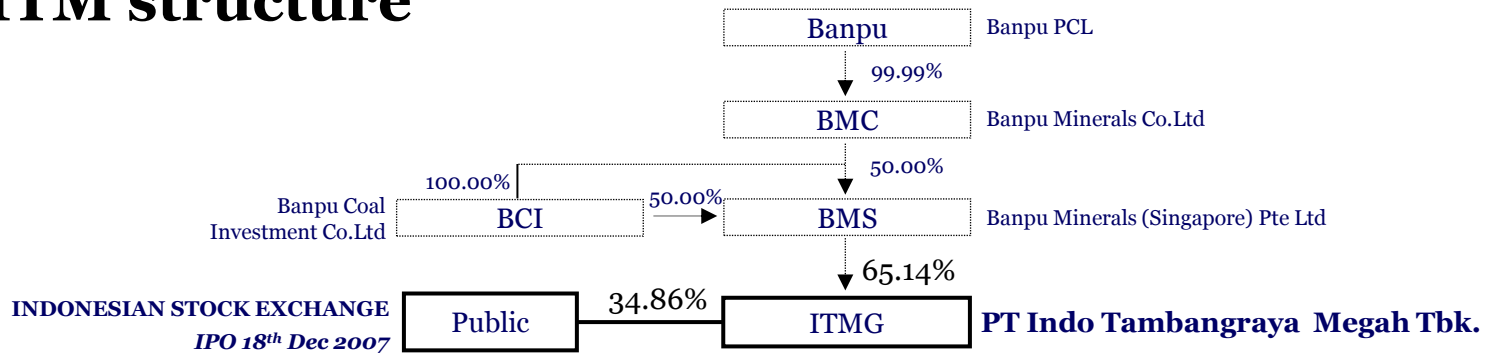 ITM structure
Banpu
Banpu PCL
99.99%
BMC
Banpu Minerals Co.Ltd
100.00%
50.00%
Banpu Coal
Investment Co.Ltd
BCI
50.00%
BMS
Banpu Minerals (Singapore) Pte Ltd
65.14%
INDONESIAN STOCK EXCHANGE
IPO 18th Dec 2007
Public
34.86%
ITMG
PT Indo Tambangraya Megah Tbk.